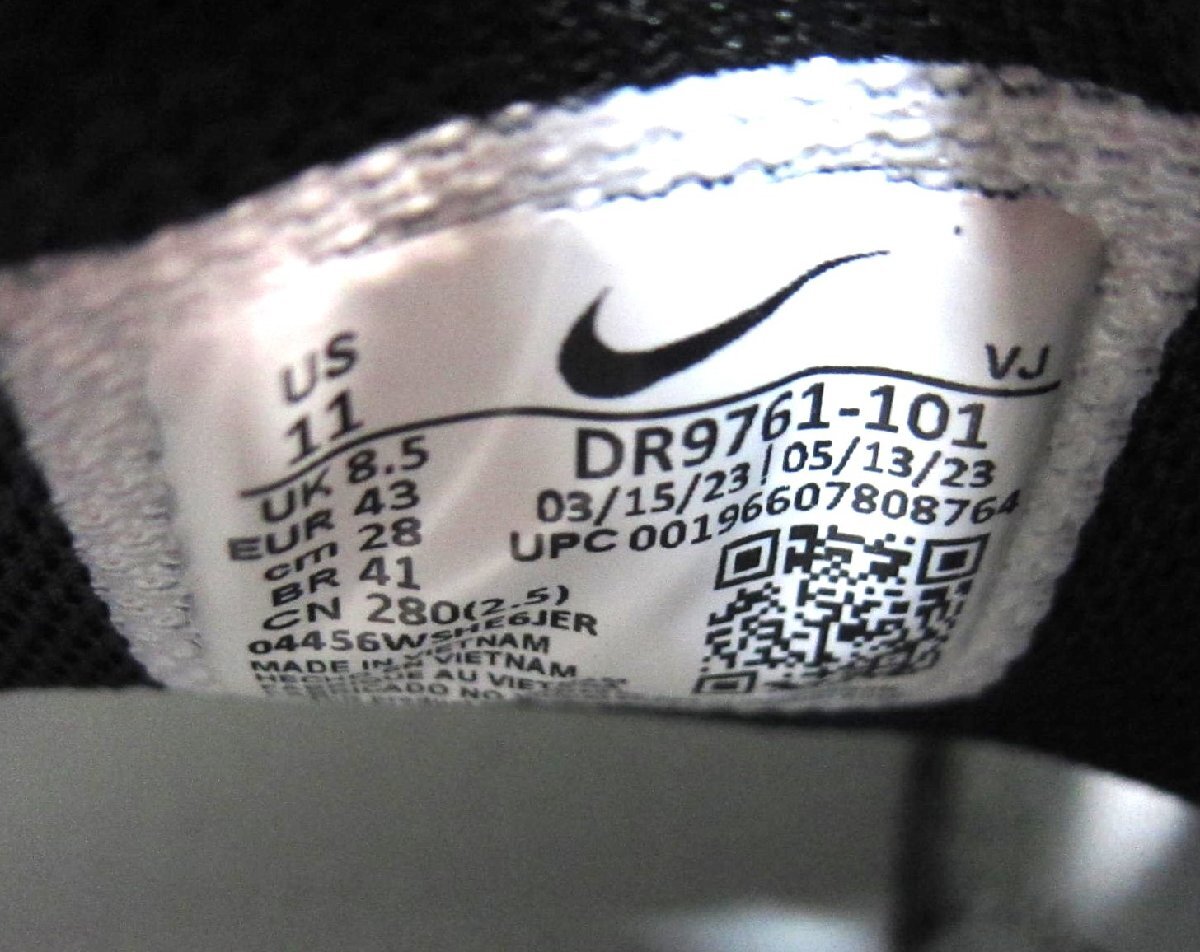 US
11
VJ
UK 8.5
EUR 43
cm 28
BR 41
CN 280(2.5)
DR9761-101
03/15/23 | 05/13/23
UPC 00196607808764
MADE IN VIETNAM